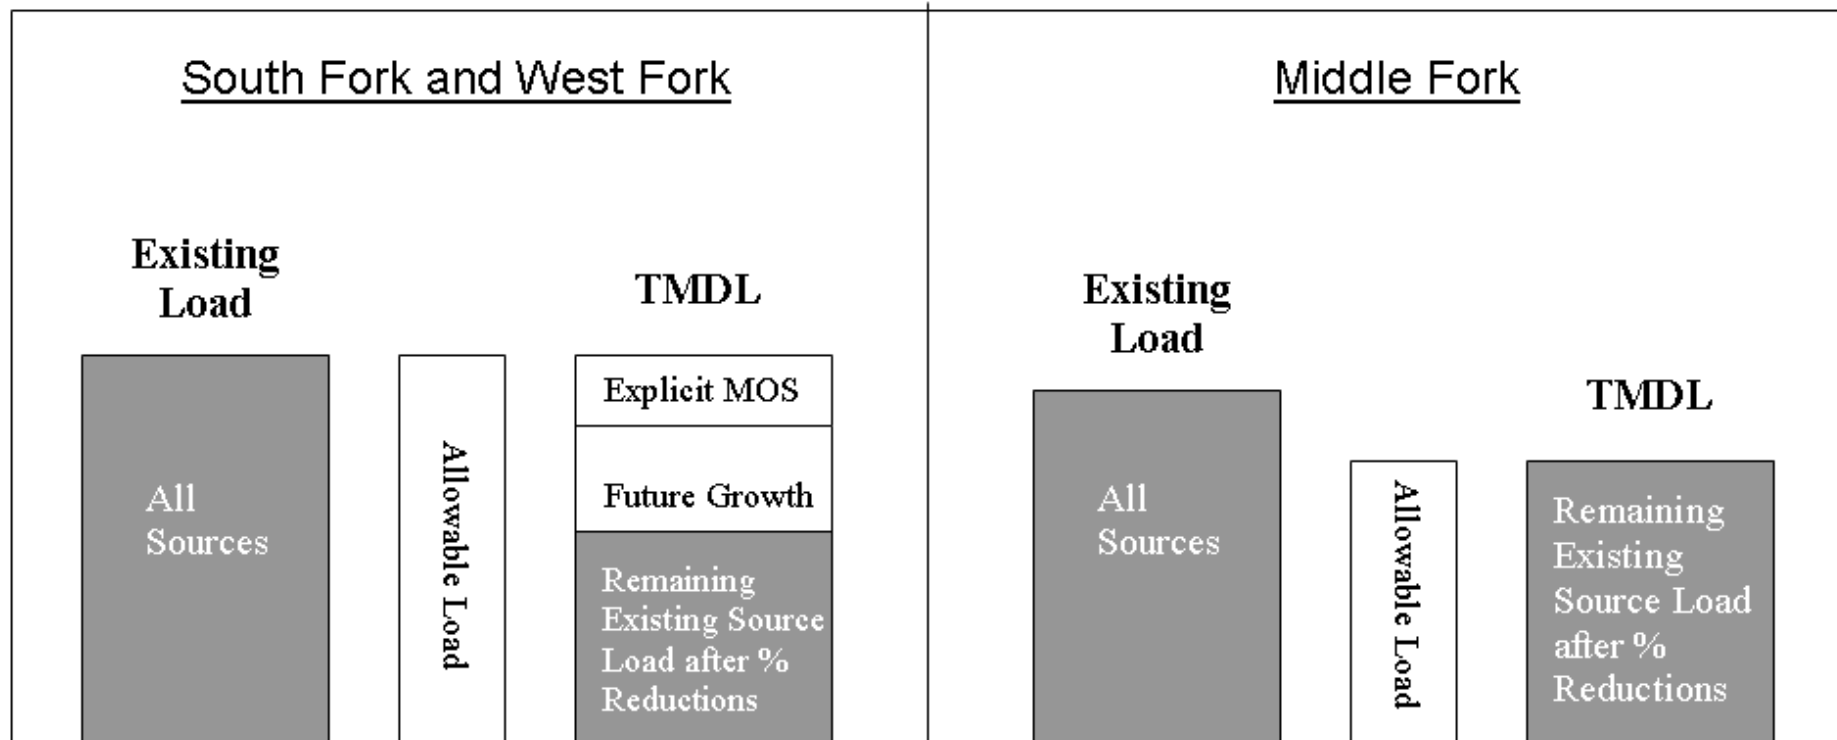 South Fork and West Fork
Existing
Load
TMDL
All
Sources
Allowable Load
Explicit MOS
Future Growth
Remaining
Existing Source
Load after %
Reductions
Middle Fork
Existing
Load
TMDL
All
Sources
Allowable Load
Remaining
Existing
Source Load
after %
Reductions